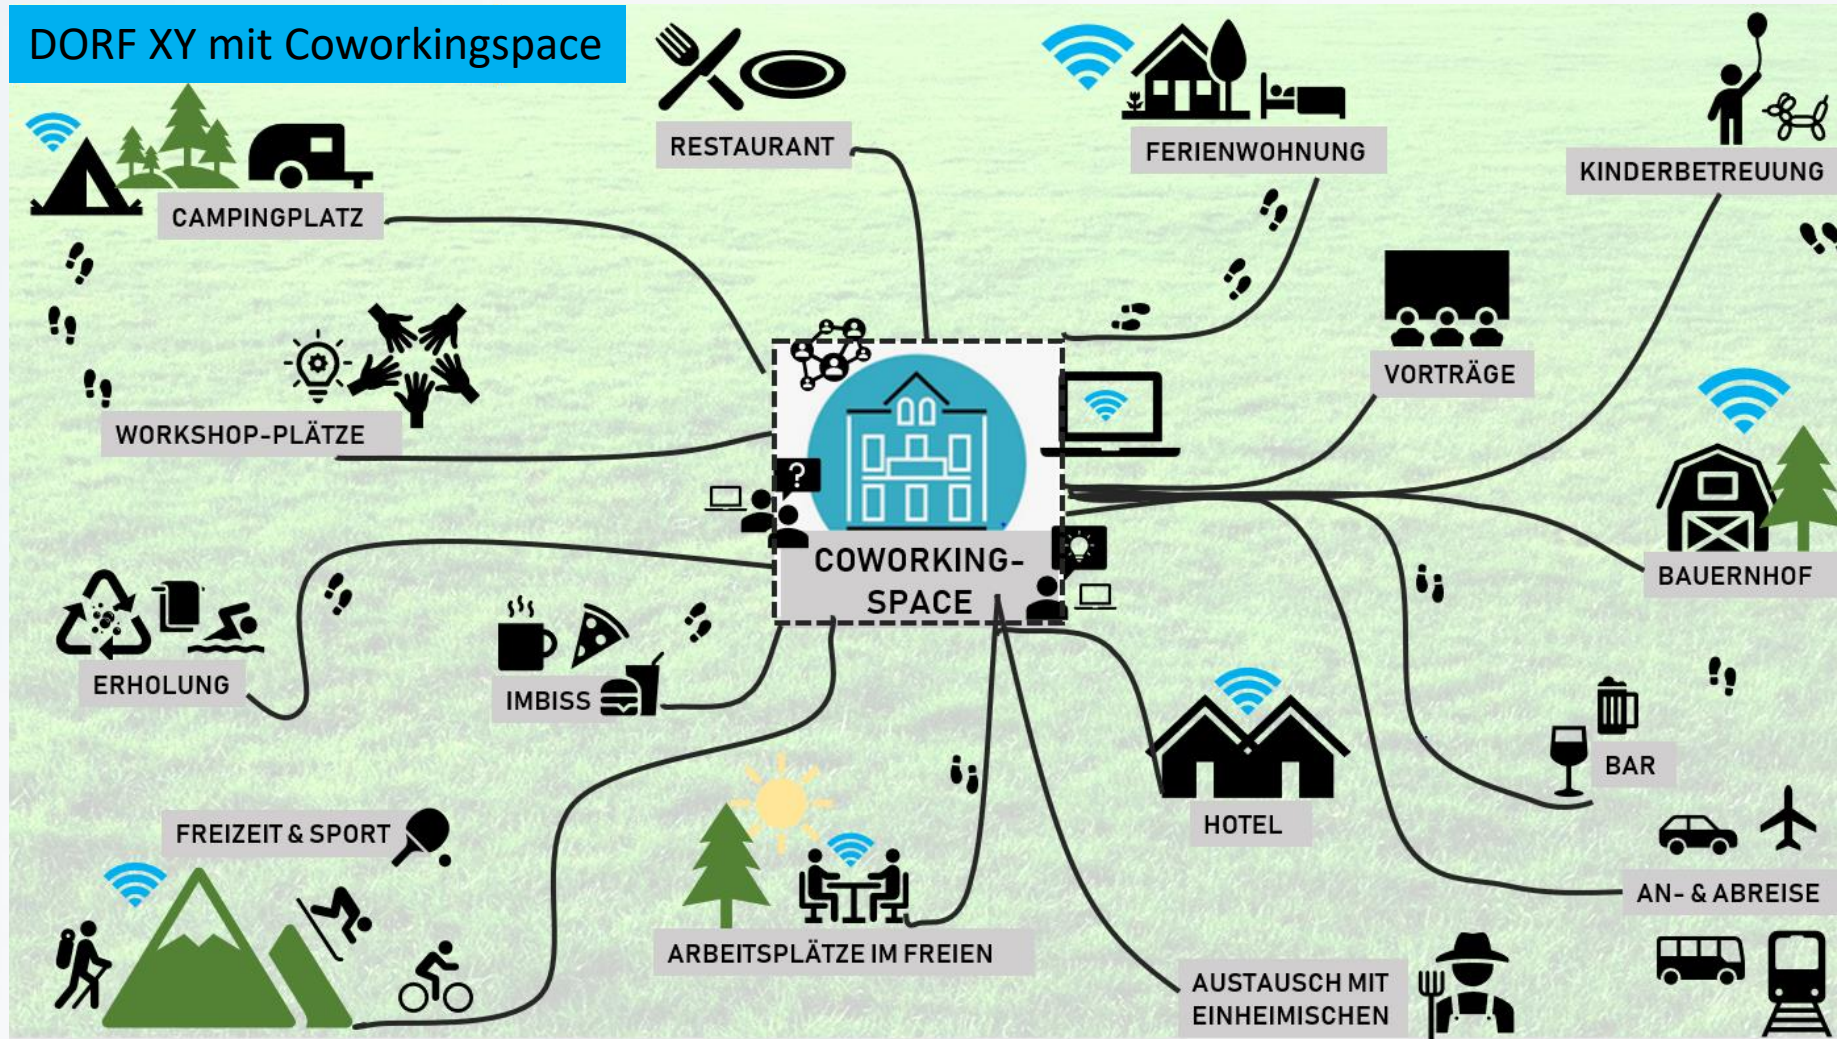 DORF XY mit Coworkingspace
RESTAURANT
FERIENWOHNUNG
KINDERBETREUUNG
CAMPINGPLATZ
VORTRÄGE
WORKSHOP-PLÄTZE
?
COWORKING-
SPACE
BAUERNHOF
ERHOLUNG
IMBISS
BAR
HOTEL
FREIZEIT & SPORT
AN- & ABREISE
ARBEITSPLÄTZE IM FREIEN
AUSTAUSCH MIT
EINHEIMISCHEN